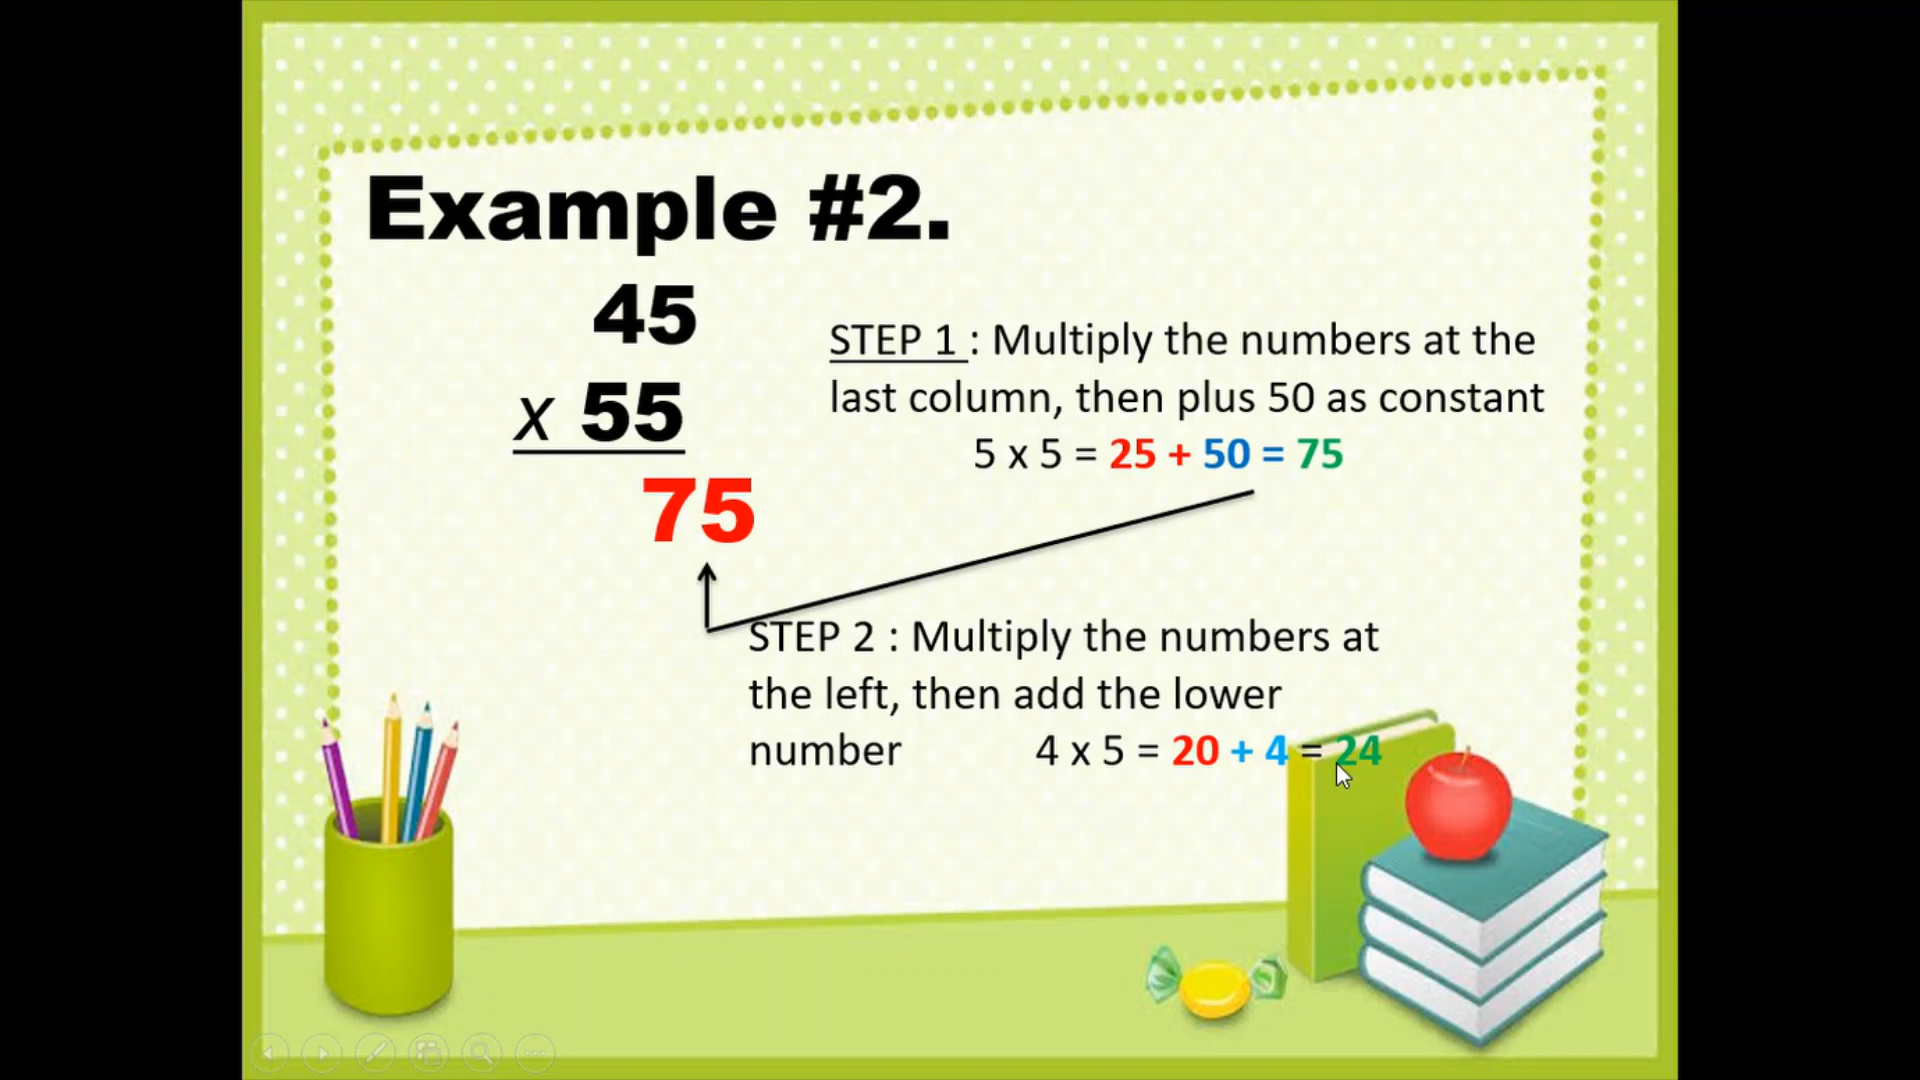 Example #2.
45
x 55
75
STEP 1 : Multiply the numbers at the
last column, then plus 50 as constant
5 x 5 = 25 + 50 = 75
STEP 2 : Multiply the numbers at
the left, then add the lower
number 4 x 5 = 20 + 4 = 24